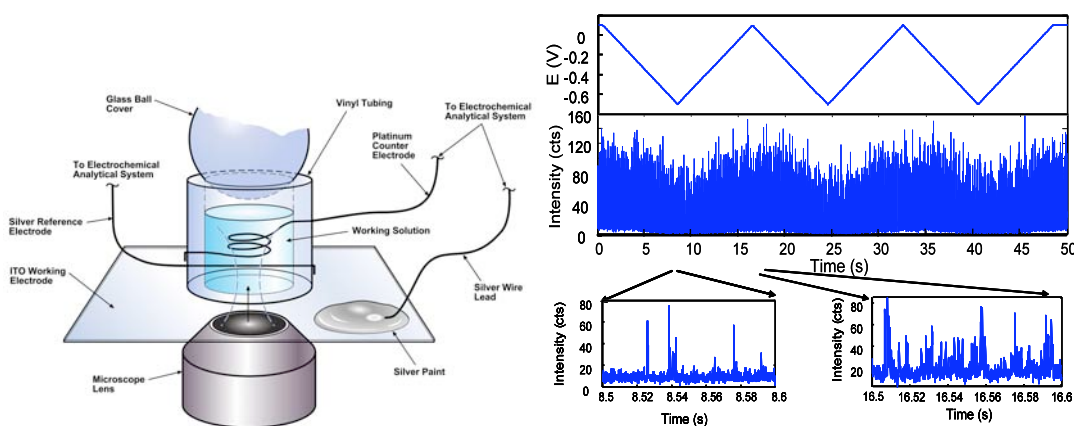 Glass Ball
Cover
Vinyl Tubing
To Electrochemical
Analytical System
Platinum
Counter
Electrode
To Electrochemical
Analytical System
Silver Reference
Electrode
Working Solution
ITO Working
Electrode
Silver Wire
Lead
Microscope
Lens
Silver Paint
E (V)
0
-0.2
-0.4
-0.6
Intensity (cts)
160
120
80
40
0
0 5 10 15 20 25 30 35 40 45 50
Time (s)
Intensity (cts)
80
60
40
20
0
8.5 8.52 8.54 8.56 8.58 8.6
Time (s)
Intensity (cts)
80
60
40
20
16.5 16.52 16.54 16.56 16.58 16.6
Time (s)